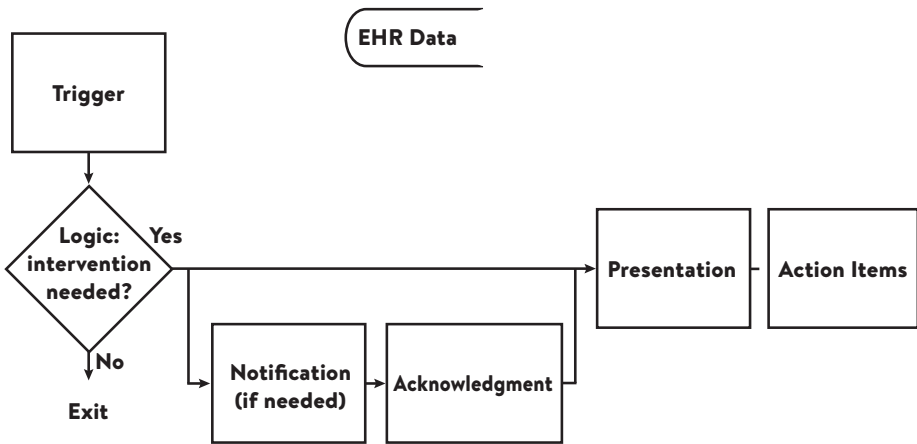 EHR Data
Trigger
Logic:
intervention
needed?
Yes
No
Exit
Notification
(if needed)
Acknowledgment
Presentation
Action Items